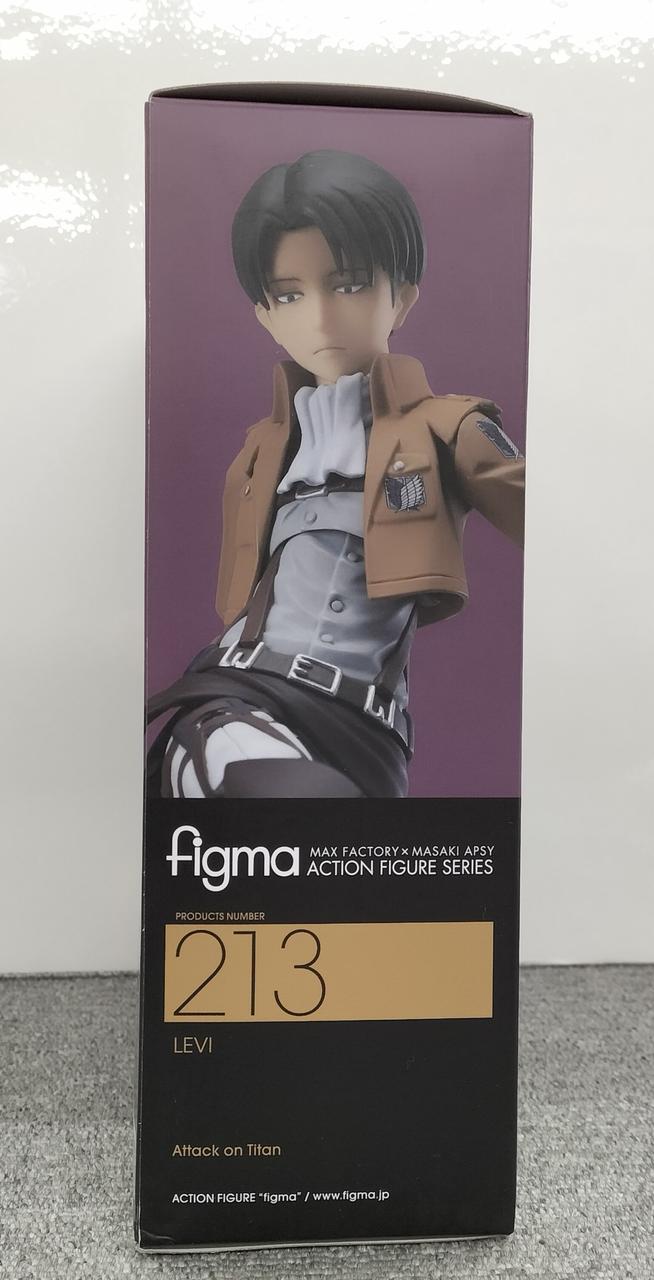 figma
MAX FACTORY × MASAKI APSY
ACTION FIGURE SERIES
PRODUCTS NUMBER
213
LEVI
Attack on Titan
ACTION FIGURE "figma" / www.figma.jp